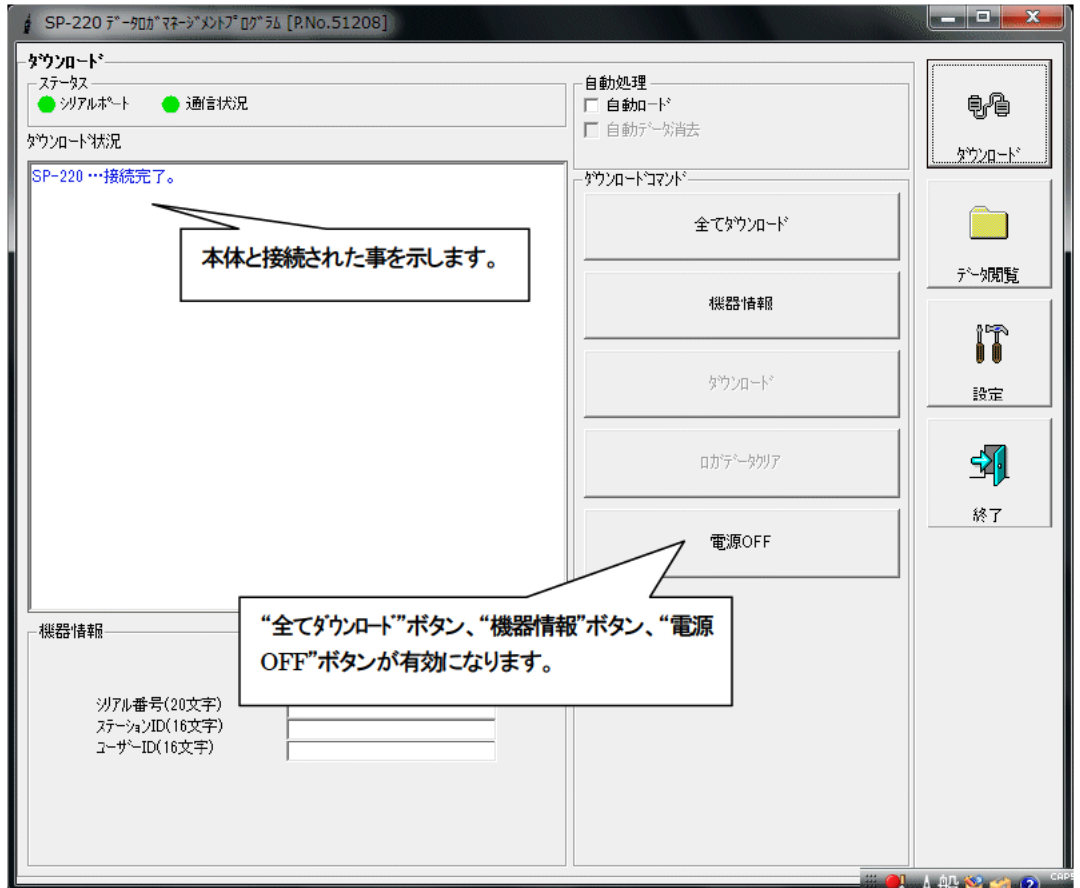 SP-220 ﾃﾞｰﾀﾛｶﾞﾏﾈｰｼﾞﾒﾝﾄﾌﾟﾛｸﾞﾗﾑ [P.No.51208]
ﾀﾞｳﾝﾛｰﾄﾞ
ｽﾃｰﾀｽ
ｼﾘｱﾙﾎﾟｰﾄ 通信状況
ﾀﾞｳﾝﾛｰﾄﾞ状況
SP-220 …接続完了。
本体と接続された事を示します。
自動処理
自動ﾛｰﾄﾞ
自動ﾃﾞｰﾀ消去
ﾀﾞｳﾝﾛｰﾄﾞｺﾏﾝﾄﾞ
全てﾀﾞｳﾝﾛｰﾄﾞ
機器情報
ﾀﾞｳﾝﾛｰﾄﾞ
ﾛｶﾞﾃﾞｰﾀｸﾘｱ
電源OFF
“全てﾀﾞｳﾝﾛｰﾄﾞ”ボタン、“機器情報”ボタン、“電源
OFF”ボタンが有効になります。
機器情報
ｼﾘｱﾙ番号(20文字)
ｽﾃｰｼｮﾝID(16文字)
ﾕｰｻﾞｰID(16文字)
ﾀﾞｳﾝﾛｰﾄﾞ
ﾃﾞｰﾀ閲覧
設定
終了
A 般
CAPS